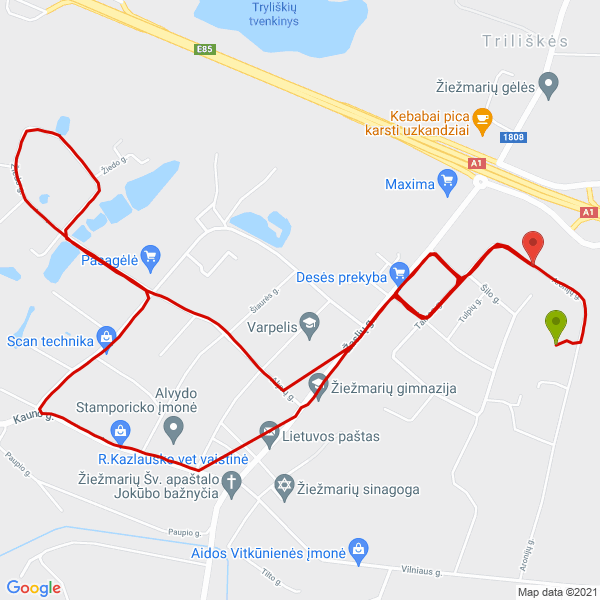 Tryliškių
tvenkinys
E85
Triliškės
Žiežmarių gėlės
Kebabai pica
karsti uzkandziai
1808
A1
Maxima
A1
Žiedo g.
Pasagėlė
Desės prekyba
Aronijų g.
Šilo g.
Šiaurės g.
Tulpių g.
Varpelis
Scan technika
Žaslių g.
Žiežmarių gimnazija
Alvydo
Stamporicko įmonė
Kauno g.
Lietuvos paštas
R.Kazlausko vet vaistinė
Paupio g.
Žiežmarių Šv. apaštalo
Jokūbo bažnyčia
Žiežmarių sinagoga
Paupio g.
Aidos Vitkūnienės įmonė
Aronijų g.
Vilniaus g.
Tilto g.
Google
Map data ©2021